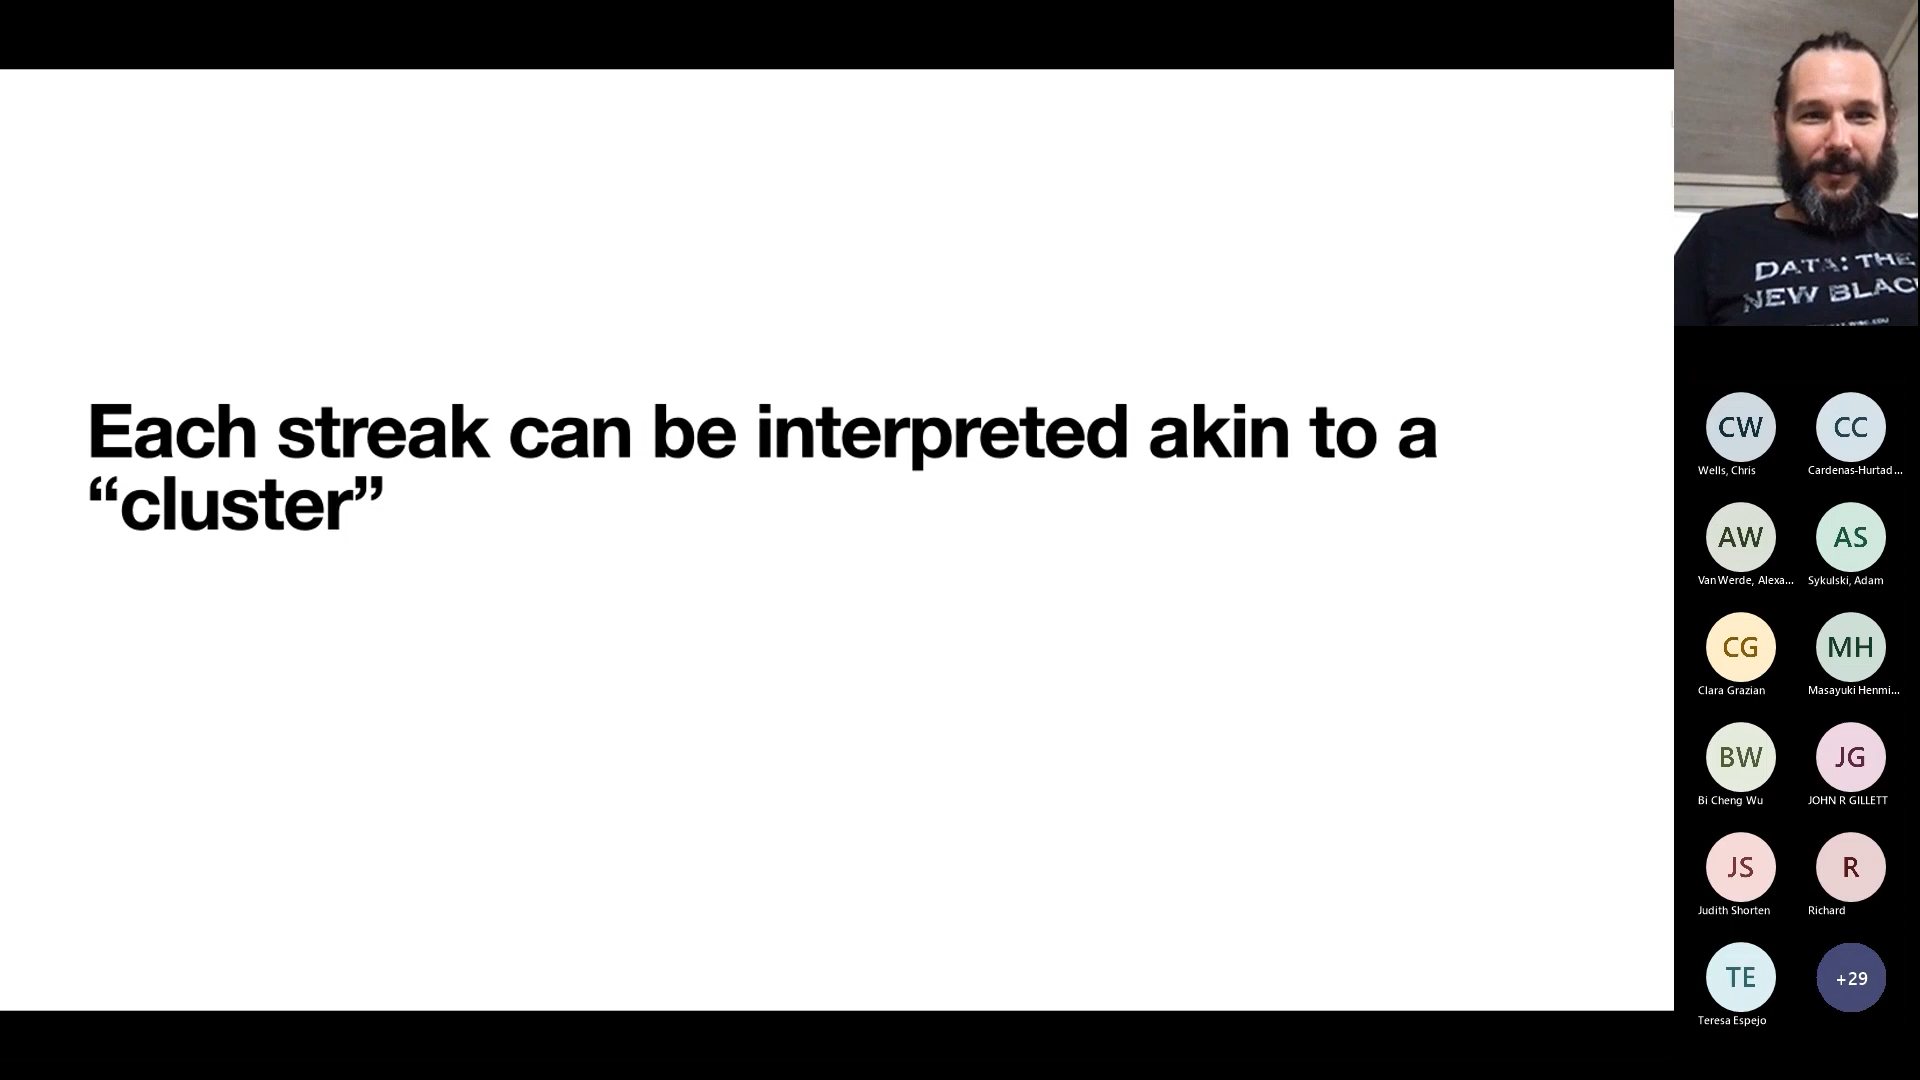 Each streak can be interpreted akin to a
“cluster”
DATA: THE
NEW BLAC
CW
CC
Wells, Chris
Cardenas-Hurtad...
AW
AS
Van Werde, Alexa...
Sykulski, Adam
CG
MH
Clara Grazian
Masayuki Henmi...
BW
JG
Bi Cheng Wu
JOHN R GILLETT
JS
R
Judith Shorten
Richard
TE
+29
Teresa Espejo